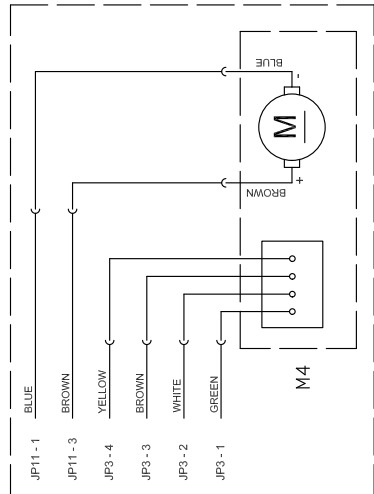 BLUE
-
M
+
BROWN
M4
BLUE
BROWN
YELLOW
BROWN
WHITE
GREEN
JP11 - 1
JP11 - 3
JP3 - 4
JP3 - 3
JP3 - 2
JP3 - 1